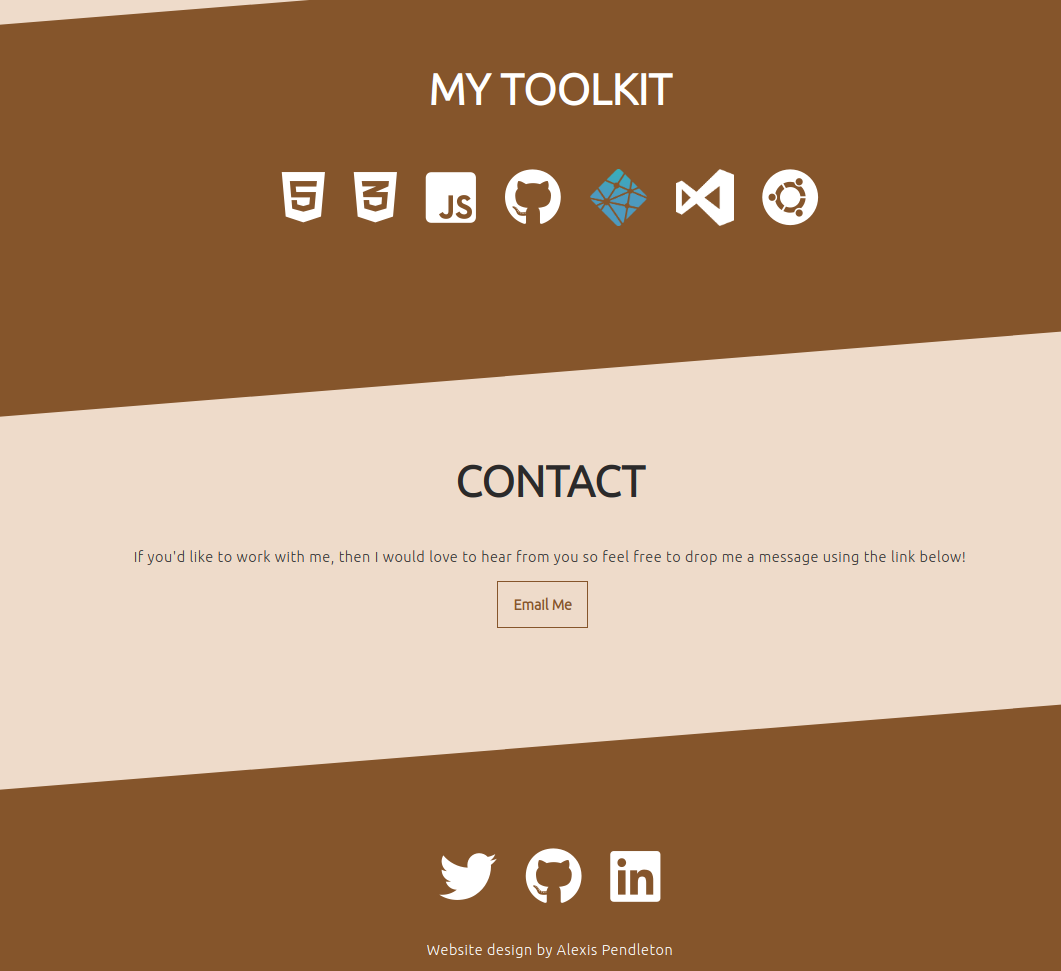 MY TOOLKIT
5 3 JS
CONTACT
If you'd like to work with me, then I would love to hear from you so feel free to drop me a message using the link below!
Email Me
in
Website design by Alexis Pendleton